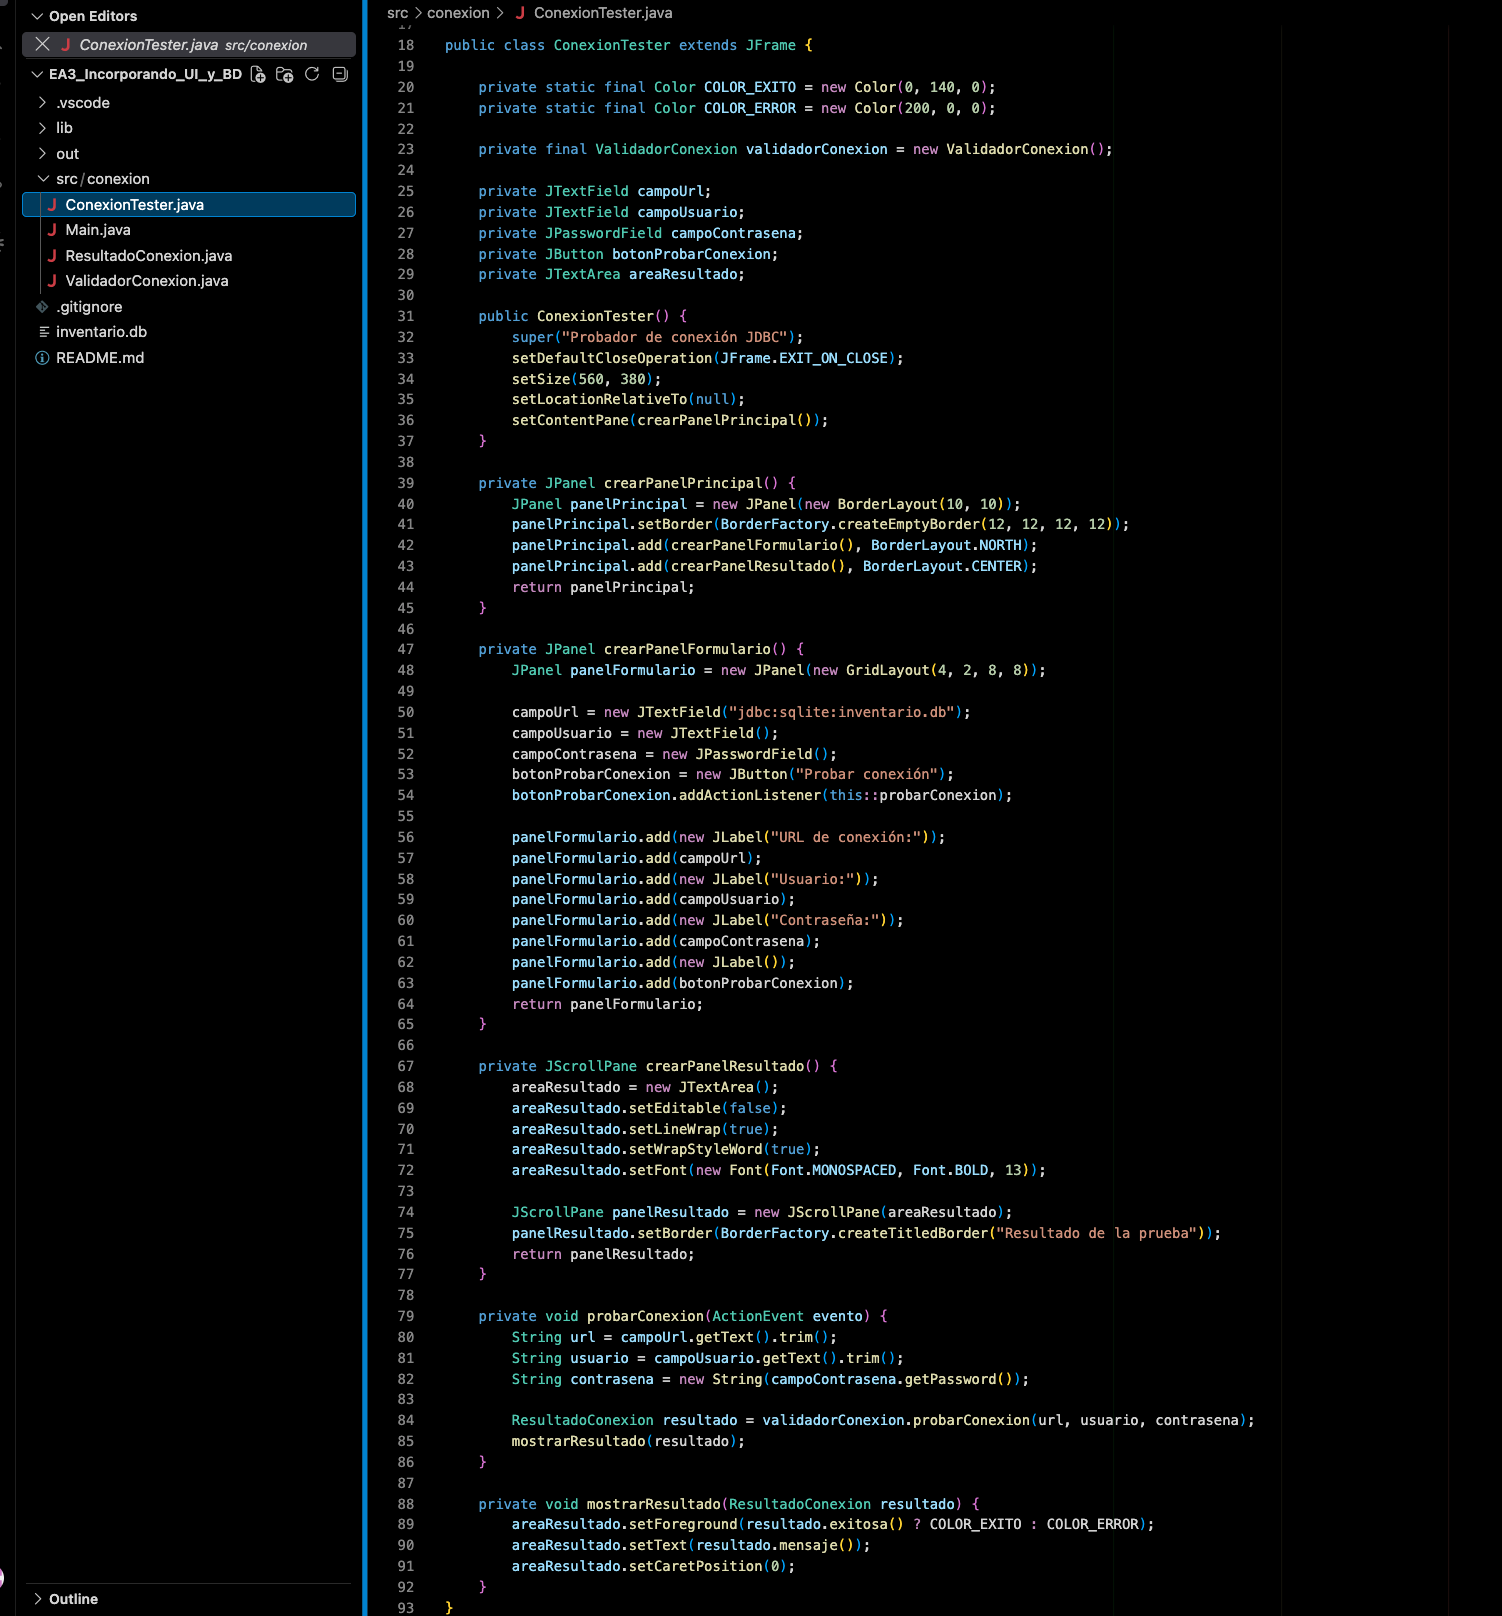 Open Editors
ConexionTester.java src/conexion
EA3_Incorporando_UI_y_BD
.vscode
lib
out
src/conexion
J ConexionTester.java
J Main.java
J ResultadoConexion.java
J ValidadorConexion.java
.gitignore
inventario.db
README.md
Outline
src > conexion > J ConexionTester.java
18 public class ConexionTester extends JFrame {
19
20     private static final Color COLOR_EXITO = new Color(0, 140, 0);
21     private static final Color COLOR_ERROR = new Color(200, 0, 0);
22
23     private final ValidadorConexion validadorConexion = new ValidadorConexion();
24
25     private JTextField campoUrl;
26     private JTextField campoUsuario;
27     private JPasswordField campoContrasena;
28     private JButton botonProbarConexion;
29     private JTextArea areaResultado;
30
31     public ConexionTester() {
32         super("Probador de conexión JDBC");
33         setDefaultCloseOperation(JFrame.EXIT_ON_CLOSE);
34         setSize(560, 380);
35         setLocationRelativeTo(null);
36         setContentPane(crearPanelPrincipal());
37     }
38
39     private JPanel crearPanelPrincipal() {
40         JPanel panelPrincipal = new JPanel(new BorderLayout(10, 10));
41         panelPrincipal.setBorder(BorderFactory.createEmptyBorder(12, 12, 12, 12));
42         panelPrincipal.add(crearPanelFormulario(), BorderLayout.NORTH);
43         panelPrincipal.add(crearPanelResultado(), BorderLayout.CENTER);
44         return panelPrincipal;
45     }
46
47     private JPanel crearPanelFormulario() {
48         JPanel panelFormulario = new JPanel(new GridLayout(4, 2, 8, 8));
49
50         campoUrl = new JTextField("jdbc:sqlite:inventario.db");
51         campoUsuario = new JTextField();
52         campoContrasena = new JPasswordField();
53         botonProbarConexion = new JButton("Probar conexión");
54         botonProbarConexion.addActionListener(this::probarConexion);
55
56         panelFormulario.add(new JLabel("URL de conexión:"));
57         panelFormulario.add(campoUrl);
58         panelFormulario.add(new JLabel("Usuario:"));
59         panelFormulario.add(campoUsuario);
60         panelFormulario.add(new JLabel("Contraseña:"));
61         panelFormulario.add(campoContrasena);
62         panelFormulario.add(new JLabel());
63         panelFormulario.add(botonProbarConexion);
64         return panelFormulario;
65     }
66
67     private JScrollPane crearPanelResultado() {
68         areaResultado = new JTextArea();
69         areaResultado.setEditable(false);
70         areaResultado.setLineWrap(true);
71         areaResultado.setWrapStyleWord(true);
72         areaResultado.setFont(new Font(Font.MONOSPACED, Font.BOLD, 13));
73
74         JScrollPane panelResultado = new JScrollPane(areaResultado);
75         panelResultado.setBorder(BorderFactory.createTitledBorder("Resultado de la prueba"));
76         return panelResultado;
77     }
78
79     private void probarConexion(ActionEvent evento) {
80         String url = campoUrl.getText().trim();
81         String usuario = campoUsuario.getText().trim();
82         String contrasena = new String(campoContrasena.getPassword());
83
84         ResultadoConexion resultado = validadorConexion.probarConexion(url, usuario, contrasena);
85         mostrarResultado(resultado);
86     }
87
88     private void mostrarResultado(ResultadoConexion resultado) {
89         areaResultado.setForeground(resultado.exitosa() ? COLOR_EXITO : COLOR_ERROR);
90         areaResultado.setText(resultado.mensaje());
91         areaResultado.setCaretPosition(0);
92     }
93 }